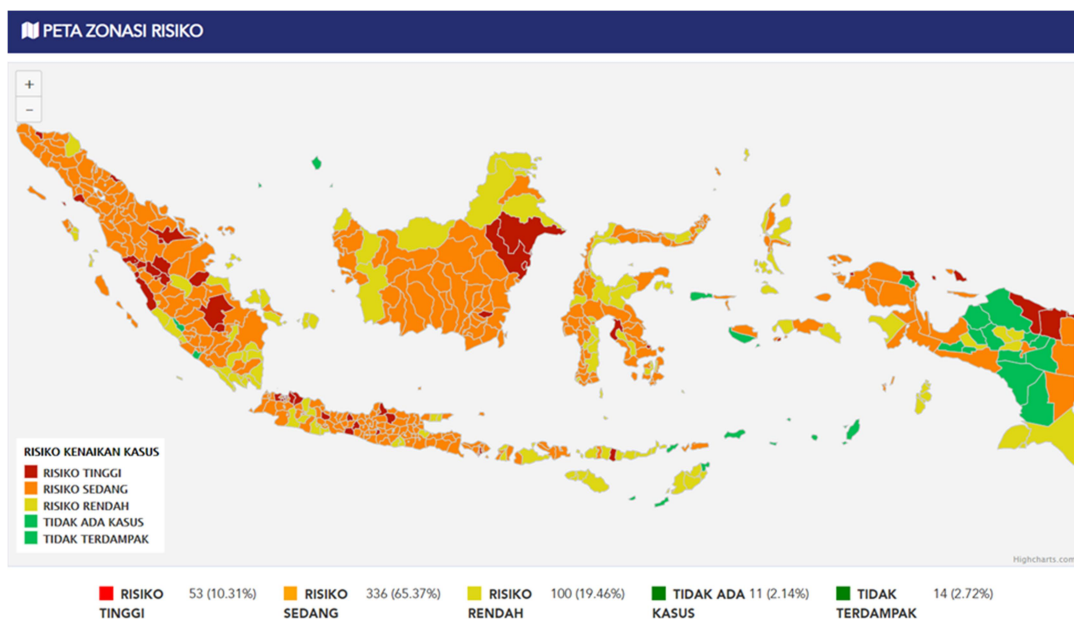 PETA ZONASI RISIKO
+
−
RISIKO KENAIKAN KASUS
RISIKO TINGGI
RISIKO SEDANG
RISIKO RENDAH
TIDAK ADA KASUS
TIDAK TERDAMPAK
Highcharts.com
RISIKO TINGGI 53 (10.31%)
RISIKO SEDANG 336 (65.37%)
RISIKO RENDAH 100 (19.46%)
TIDAK ADA KASUS 11 (2.14%)
TIDAK TERDAMPAK 14 (2.72%)